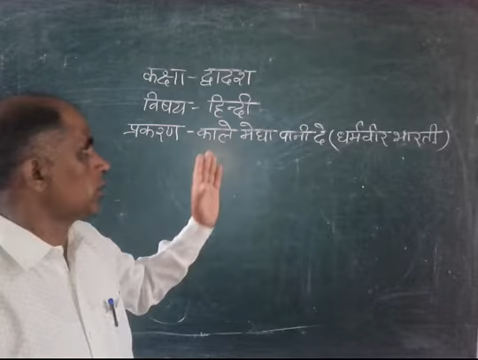 कक्षा - द्वादश
विषय:- हिन्दी
प्रकरण - काले मेघा पानी दे (धर्मवीर भारती)